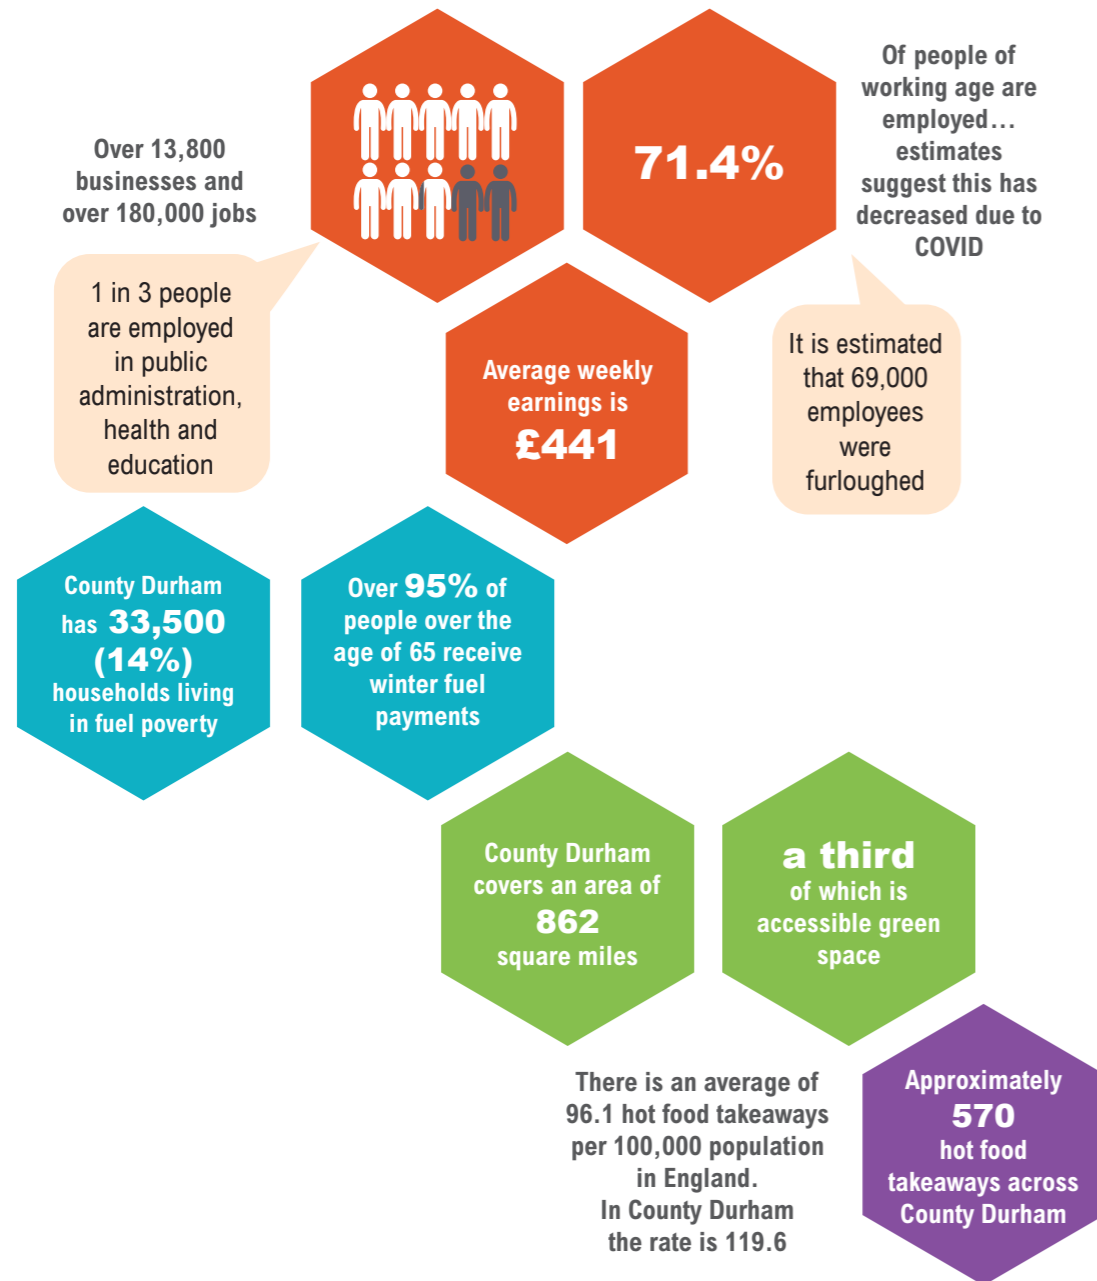 Over 13,800
businesses and
over 180,000 jobs
71.4%
Of people of
working age are
employed...
estimates
suggest this has
decreased due to
COVID
1 in 3 people
are employed
in public
administration,
health and
education
Average weekly
earnings is
£441
It is estimated
that 69,000
employees
were
furloughed
County Durham
has 33,500
(14%)
households living
in fuel poverty
Over 95% of
people over the
age of 65 receive
winter fuel
payments
County Durham
covers an area of
862
square miles
a third
of which is
accessible green
space
There is an average of
96.1 hot food takeaways
per 100,000 population
in England.
In County Durham
the rate is 119.6
Approximately
570
hot food
takeaways across
County Durham